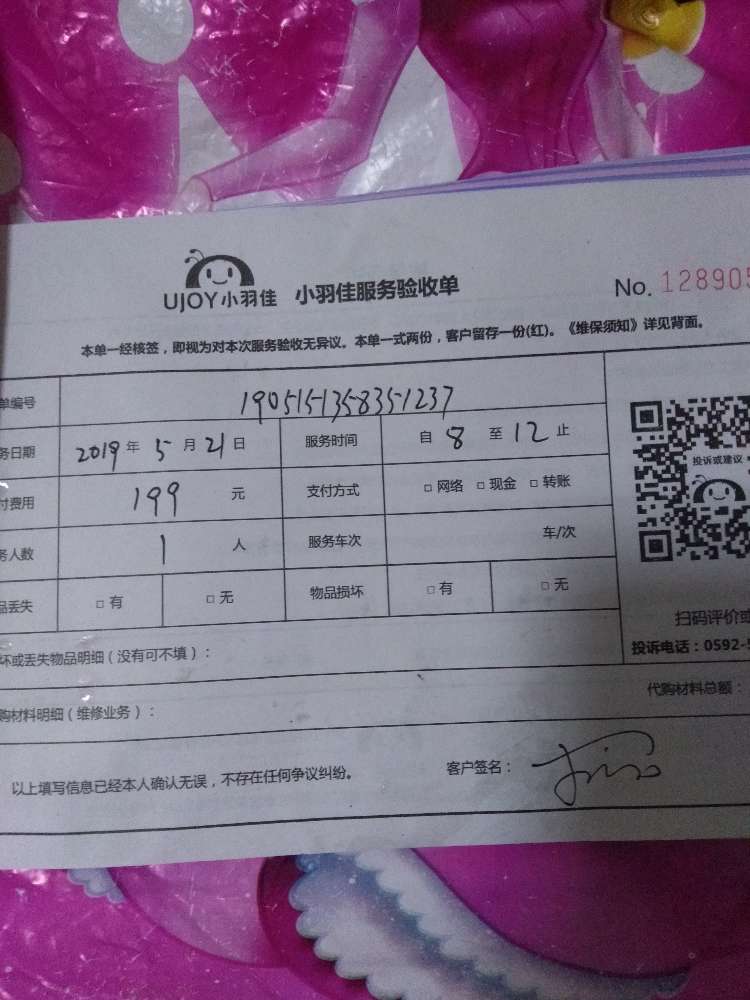 UJOY小羽佳 小羽佳服务验收单 No. 128905
本单一经核签，即视为对本次服务验收无异议。本单一式两份，客户留存一份(红)。《维保须知》详见背面。
单编号 1905151358351237
务日期 2019 年 5 月 21 日 服务时间 自 8 至 12 止
付费用 199 元 支付方式 □ 网络 □ 现金 □ 转账
务人数 1 人 服务车次 车/次
品丢失 □ 有 □ 无 物品损坏 □ 有 □ 无
投诉或建议
扫码评价或
投诉电话：0592-5
坏或丢失物品明细（没有可不填）：
购材料明细（维修业务）： 代购材料总额：
以上填写信息已经本人确认无误，不存在任何争议纠纷。 客户签名：